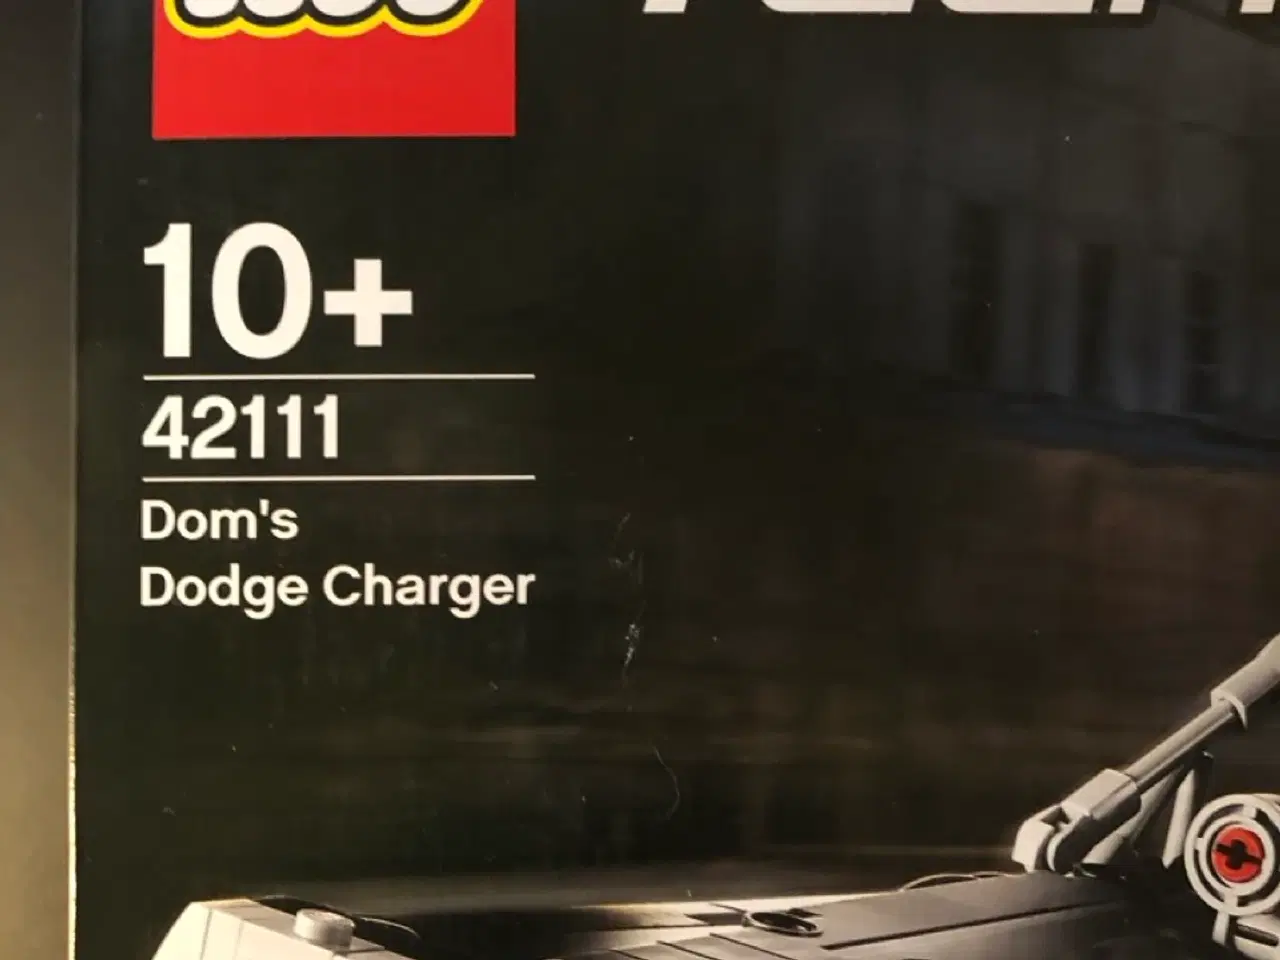 10+
42111
Dom's
Dodge Charger